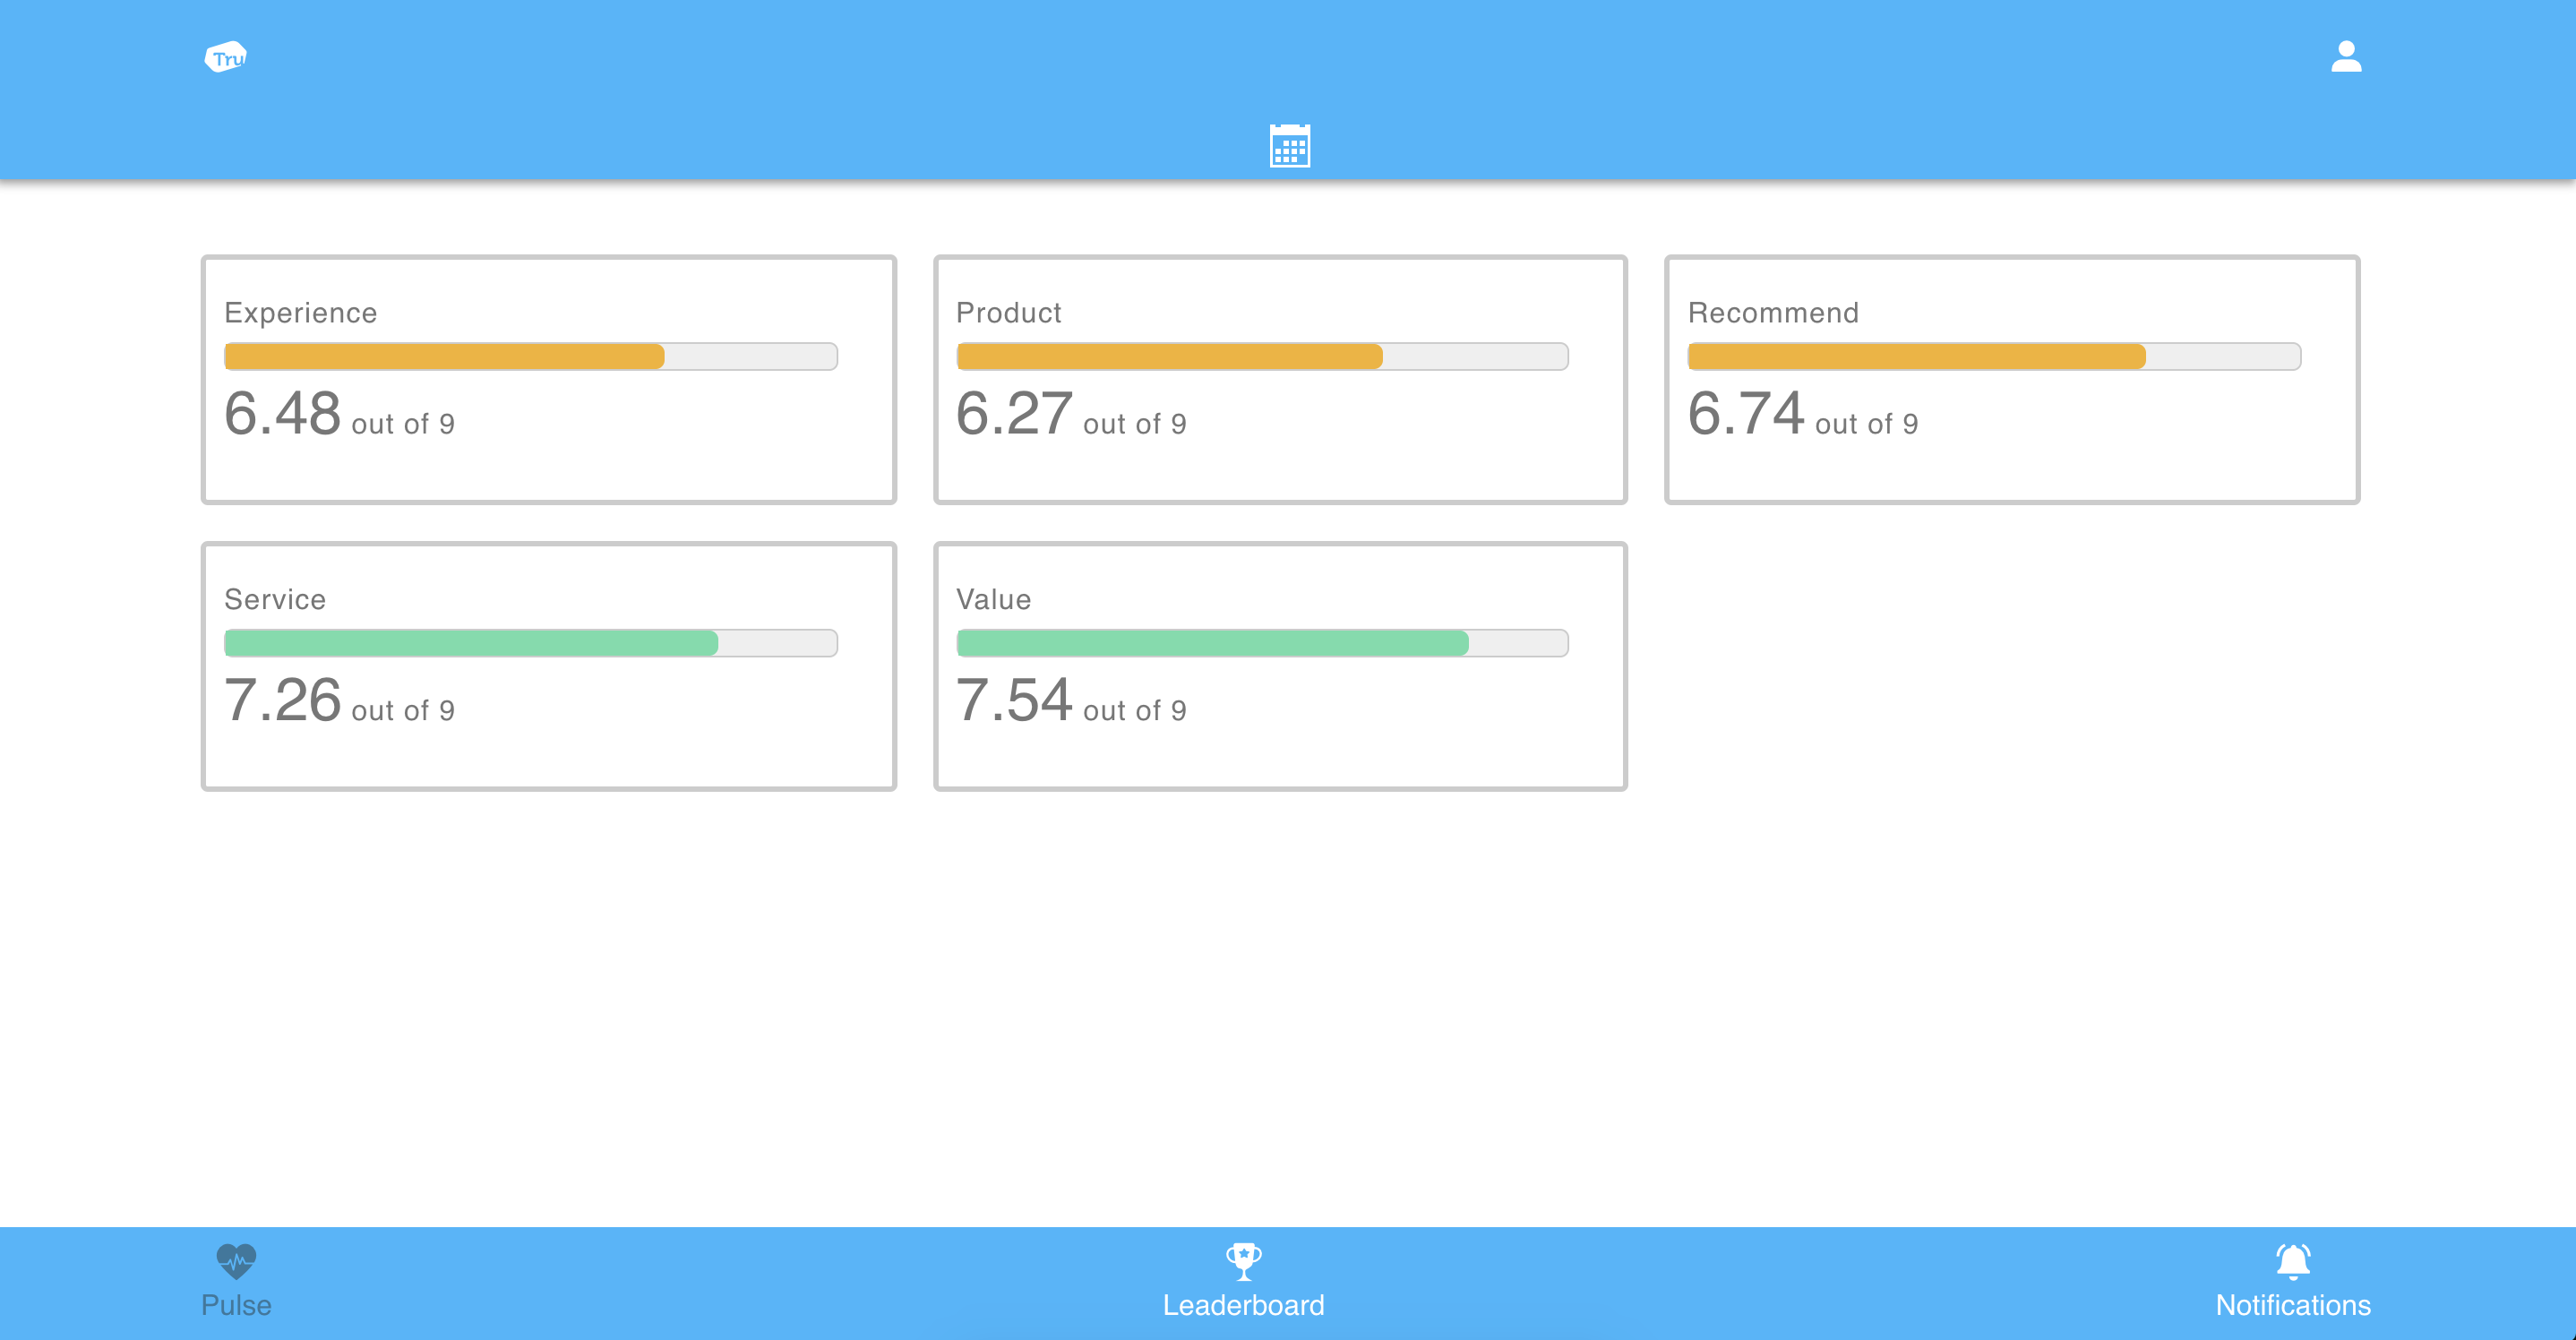 Tru
Experience
6.48 out of 9
Product
6.27 out of 9
Recommend
6.74 out of 9
Service
7.26 out of 9
Value
7.54 out of 9
Pulse
Leaderboard
Notifications